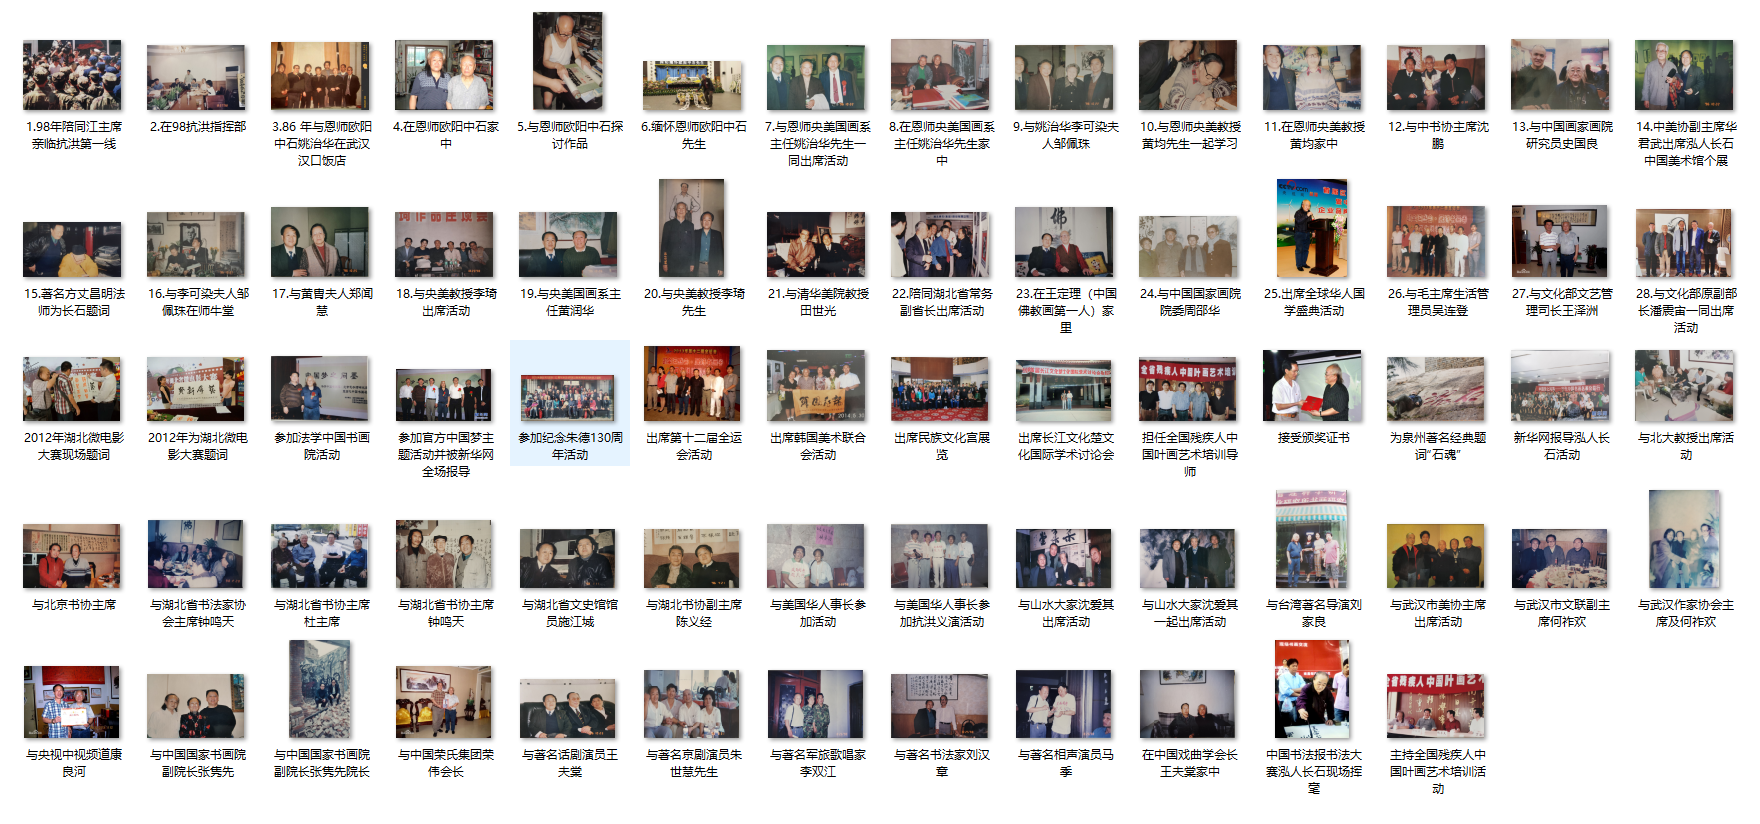 1.98年陪同江主席
亲临抗洪第一线
2.在98抗洪指挥部
3.86 年与恩师欧阳
中石姚治华在武汉
汉口饭店
4.在恩师欧阳中石家
中
5.与恩师欧阳中石探
讨作品
6.缅怀恩师欧阳中石
先生
7.与恩师央美国画系
主任姚治华先生一
同出席活动
8.在恩师央美国画系
主任姚治华先生家
中
9.与姚治华李可染夫
人邹佩珠
10.与恩师央美教授
黄均先生一起学习
11.在恩师央美教授
黄均家中
12.与中书协主席沈
鹏
13.与中国画家画院
研究员史国良
14.中美协副主席华
君武出席泓人长石
中国美术馆个展
15.著名方丈昌明法
师为长石题词
16.与李可染夫人邹
佩珠在师牛堂
17.与黄胄夫人郑闻
慧
18.与央美教授李琦
出席活动
19.与央美国画系主
任黄润华
20.与央美教授李琦
先生
21.与清华美院教授
田世光
22.陪同湖北省常务
副省长出席活动
23.在王定理（中国
佛教画第一人）家
里
24.与中国国家画院
院委周邵华
25.出席全球华人国
学盛典活动
26.与毛主席生活管
理员吴连登
27.与文化部文艺管
理司长王泽洲
28.与文化部原副部
长潘震宙一同出席
活动
2012年湖北微电影
大赛现场题词
2012年为湖北微电
影大赛题词
参加法学中国书画
院活动
参加官方中国梦主
题活动并被新华网
全场报导
参加纪念朱德130周
年活动
出席第十二届全运
会活动
出席韩国美术联合
会活动
出席民族文化宫展
览
出席长江文化楚文
化国际学术讨论会
担任全国残疾人中
国叶画艺术培训导
师
接受颁奖证书
为泉州著名经典题
词“石魂”
新华网报导泓人长
石活动
与北大教授出席活
动
与北京书协主席
与湖北省书法家协
会主席钟鸣天
与湖北省书协主席
杜主席
与湖北省书协主席
钟鸣天
与湖北省文史馆馆
员施江城
与湖北书协副主席
陈义经
与美国华人事长参
加活动
与美国华人事长参
加抗洪义演活动
与山水大家沈爱其
出席活动
与山水大家沈爱其
一起出席活动
与台湾著名导演刘
家良
与武汉市美协主席
出席活动
与武汉市文联副主
席何祚欢
与武汉作家协会主
席及何祚欢
与央视中视频道康
良河
与中国国家书画院
副院长张隽先
与中国国家书画院
副院长张隽先院长
与中国荣氏集团荣
伟会长
与著名话剧演员王
夫棠
与著名京剧演员朱
世慧先生
与著名军旅歌唱家
李双江
与著名书法家刘汉
章
与著名相声演员马
季
在中国戏曲学会长
王夫棠家中
中国书法报书法大
赛泓人长石现场挥
毫
主持全国残疾人中
国叶画艺术培训活
动